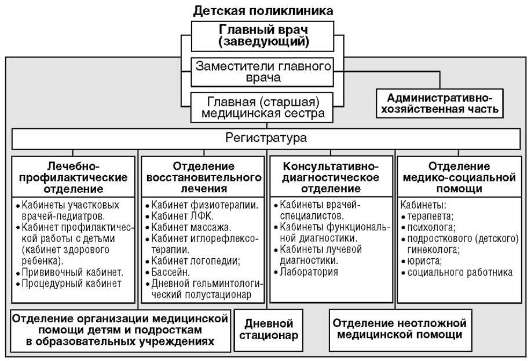 Детская поликлиника
Главный врач
(заведующий)
Заместители главного
врача
Главная (старшая)
медицинская сестра
Административно-
хозяйственная часть
Регистратура
Лечебно-
профилактические
отделение
• Кабинеты участковых
врачей-педиатров.
• Кабинет профилактичес-
кой работы с детьми
(кабинет здорового
ребенка).
• Прививочный кабинет.
• Процедурный кабинет
Отделение
восстановительного
лечения
• Кабинет физиотерапии.
• Кабинет ЛФК.
• Кабинет массажа.
• Кабинет иглорефлексо-
терапии.
• Кабинет логопедии;
• Бассейн.
• Дневной гельминтоло-
гический полустационар
Консультативно-
диагностическое
отделение
• Кабинеты врачей-
специалистов.
• Кабинеты функциональ-
ной диагностики.
• Кабинеты лучевой
диагностики.
• Лаборатория
Отделение
медико-социальной
помощи
Кабинеты:
• терапевта;
• психолога;
• подросткового (детского)
гинеколога;
• юриста;
• социального работника
Отделение организации медицинской
помощи детям и подросткам
в образовательных учреждениях
Дневной
стационар
Отделение неотложной
медицинской помощи